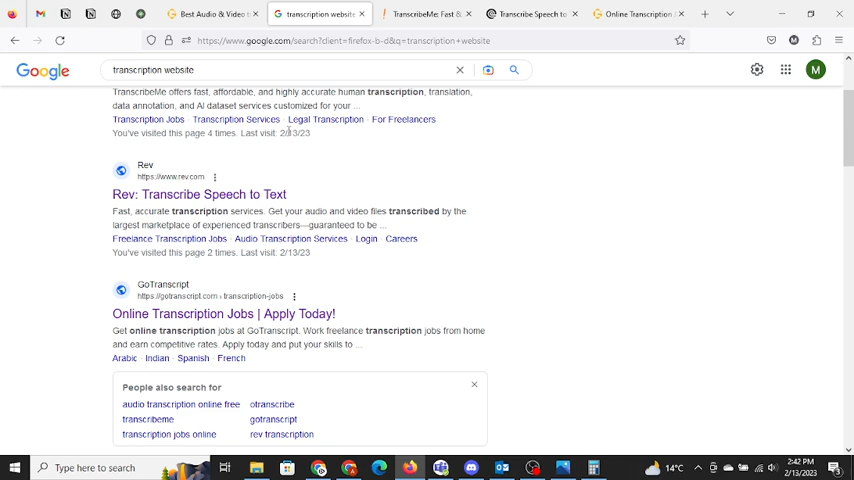 Best Audio & Video t
transcription website
TranscribeMe: Fast &
Transcribe Speech to
Online Transcription
https://www.google.com/search?client=firefox-b-d&q=transcription+website
Google
transcription website
M
TranscribeMe offers fast, affordable, and highly accurate human transcription, translation,
data annotation, and AI dataset services customized for your ...
Transcription Jobs · Transcription Services · Legal Transcription · For Freelancers
You've visited this page 4 times. Last visit: 2/13/23
Rev
https://www.rev.com
Rev: Transcribe Speech to Text
Fast, accurate transcription services. Get your audio and video files transcribed by the
largest marketplace of experienced transcribers—guaranteed to be ...
Freelance Transcription Jobs · Audio Transcription Services · Login · Careers
You've visited this page 2 times. Last visit: 2/13/23
GoTranscript
https://gotranscript.com › transcription-jobs
Online Transcription Jobs | Apply Today!
Get online transcription jobs at GoTranscript. Work freelance transcription jobs from home
and earn competitive rates. Apply today and put your skills to ...
Arabic · Indian · Spanish · French
People also search for
audio transcription online free
otranscribe
transcribeme
gotranscript
transcription jobs online
rev transcription
Type here to search
14°C
2:42 PM
2/13/2023
3